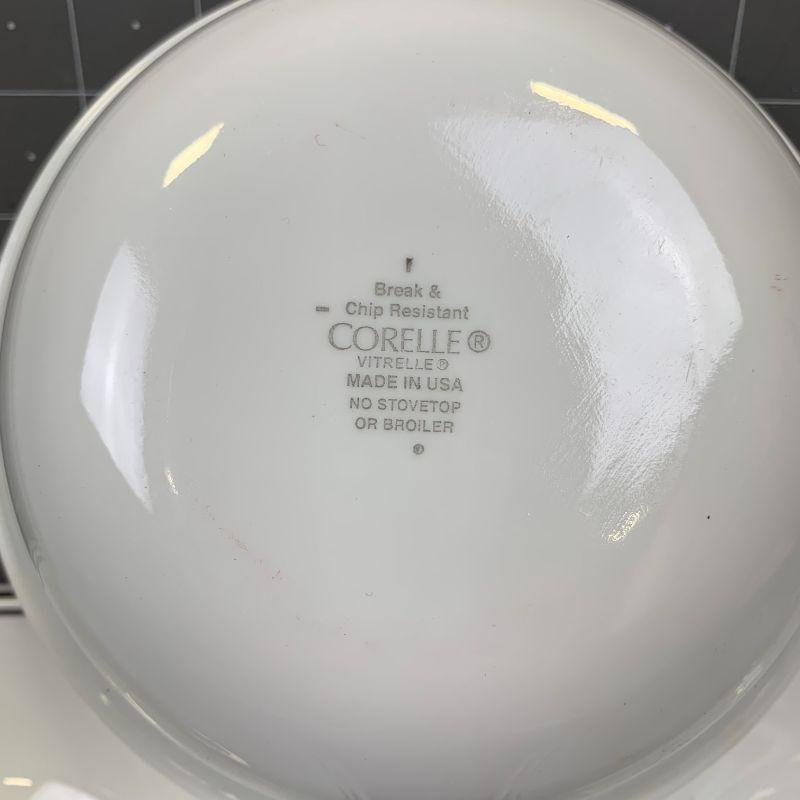 Break &
Chip Resistant
CORELLE®
VITRELLE®
MADE IN USA
NO STOVETOP
OR BROILER